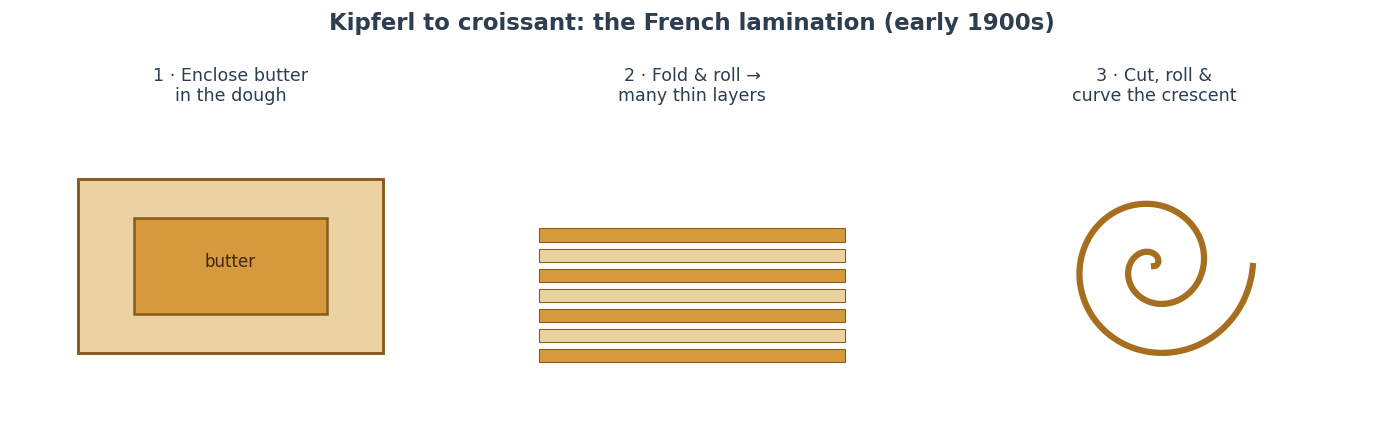 Kipferl to croissant: the French lamination (early 1900s)
1 · Enclose butter
in the dough
2 · Fold & roll →
many thin layers
3 · Cut, roll &
curve the crescent
butter